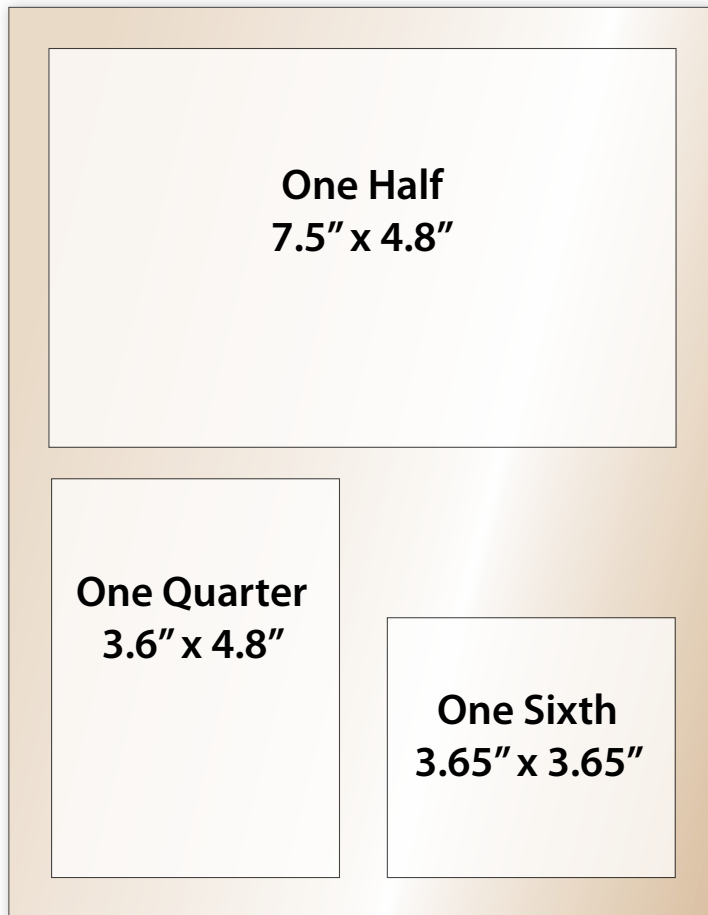 One Half
7.5” x 4.8”
One Quarter
3.6” x 4.8”
One Sixth
3.65” x 3.65”